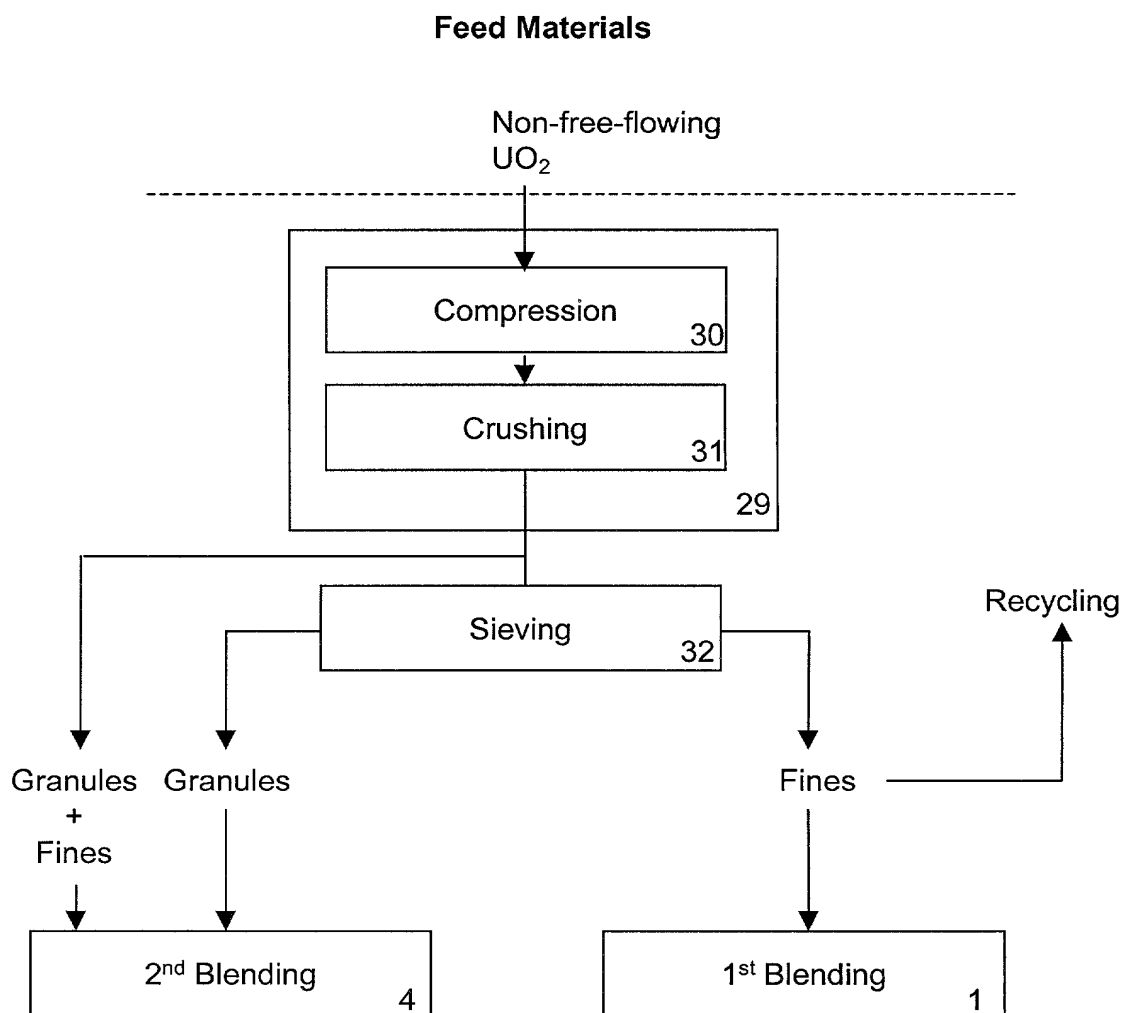 Feed Materials
Non-free-flowing
UO₂
Compression
30
Crushing
31
29
Sieving
32
Recycling
Granules
+
Fines
Granules
Fines
2nd Blending
4
1st Blending
1